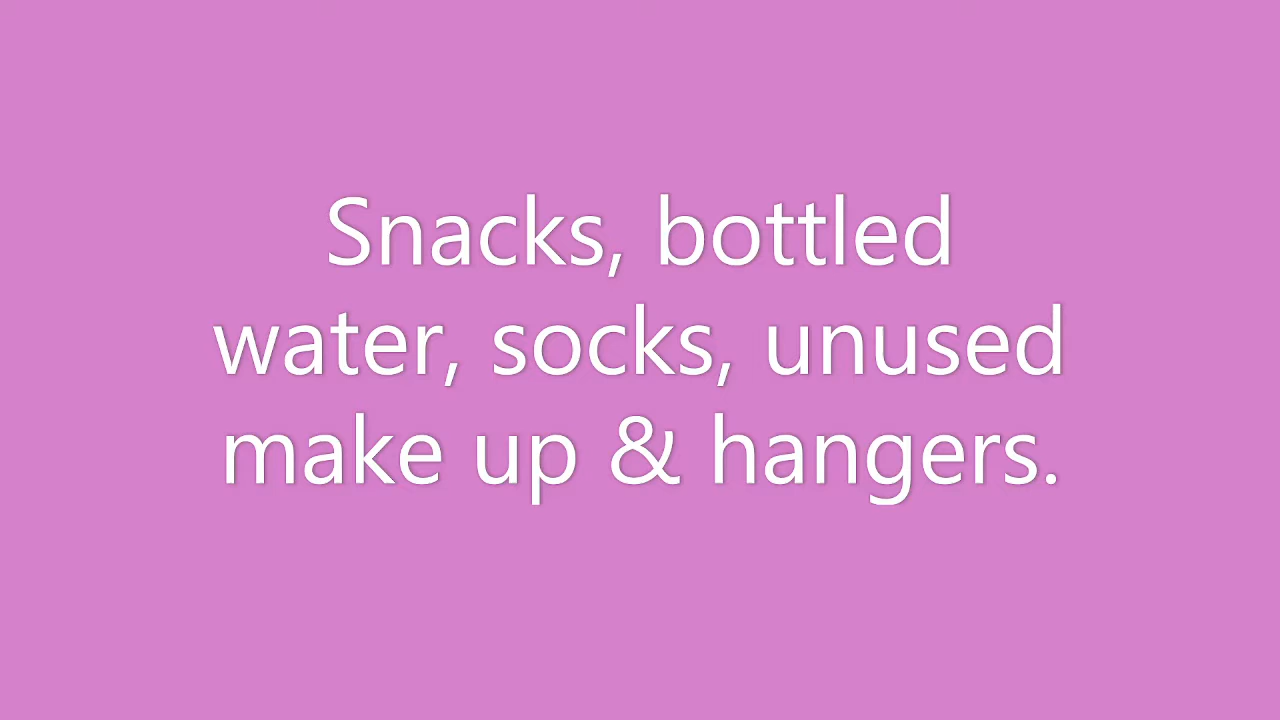 Snacks, bottled
water, socks, unused
make up & hangers.